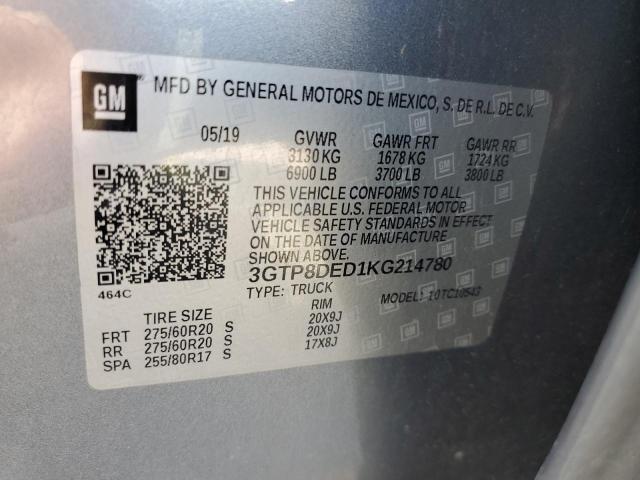 GM ® MFD BY GENERAL MOTORS DE MEXICO, S. DE R.L. DE C.V.
05/19 GVWR GAWR FRT GAWR RR
3130 KG 1678 KG 1724 KG
6900 LB 3700 LB 3800 LB
THIS VEHICLE CONFORMS TO ALL
APPLICABLE U.S. FEDERAL MOTOR
VEHICLE SAFETY STANDARDS IN EFFECT
ON THE DATE OF MANUFACTURE SHOWN ABOVE.
3GTP8DED1KG214780
464C TYPE: TRUCK MODEL: 10TC10543
TIRE SIZE RIM
FRT 275/60R20 S 20X9J
RR 275/60R20 S 20X9J
SPA 255/80R17 S 17X8J